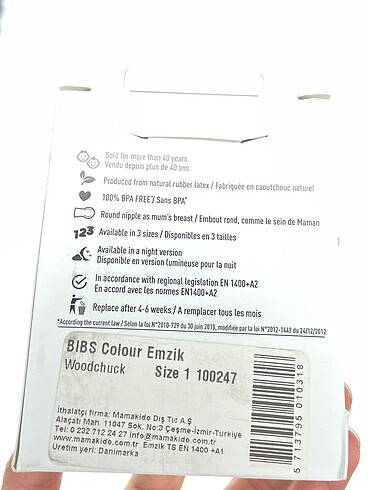 Sold for more than 40 years
Vendu depuis plus de 40 ans
Produced from natural rubber latex / Fabriquée en caoutchouc naturel
100% BPA FREE*/ Sans BPA*
Round nipple as mum's breast / Embout rond, comme le sein de Maman
123 Available in 3 sizes / Disponibles en 3 tailles
Available in a night version
Disponible en version lumineuse pour la nuit
In accordance with regional legislation EN 1400+A2
En accord avec les normes EN1400+A2
Replace after 4-6 weeks / A remplacer tous les mois
*According the current law / Selon la loi N°2010-729 du 30 juin 2010, modifiée par la loi N°2012-1442 du 24/12/2012
BIBS Colour Emzik
Woodchuck Size 1 100247
İthalatçı firma: Mamakido Dış Tic A.Ş
Alaçatı Mah. 11047 Sok. No:3 Çeşme-İzmir-Türkiye
Tel: 0 232 712 24 27 info@mamakido.com.tr
www.mamakido.com.tr Emzik TS EN 1400 +A1
Üretim yeri: Danimarka
5 713795 010318